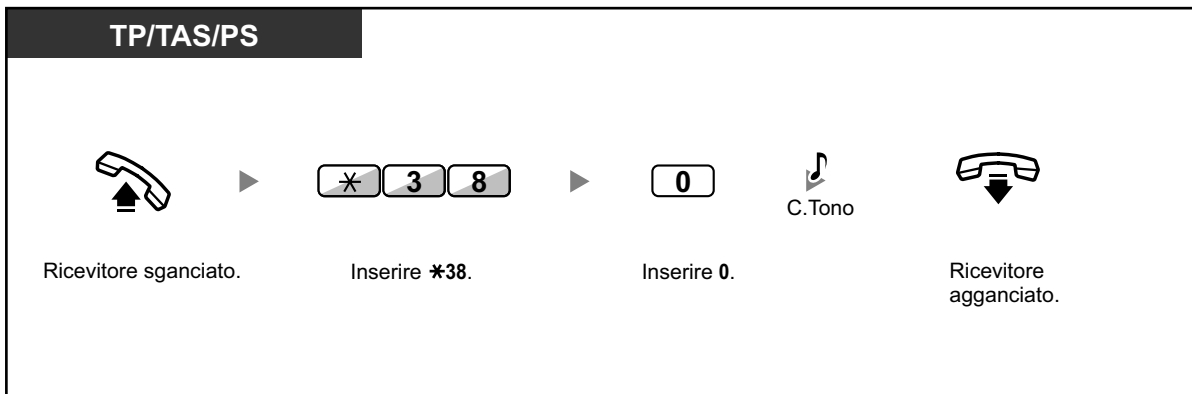 TP/TAS/PS
✳ 3 8
0
C.Tono
Ricevitore sganciato.
Inserire ✳38.
Inserire 0.
Ricevitore
agganciato.